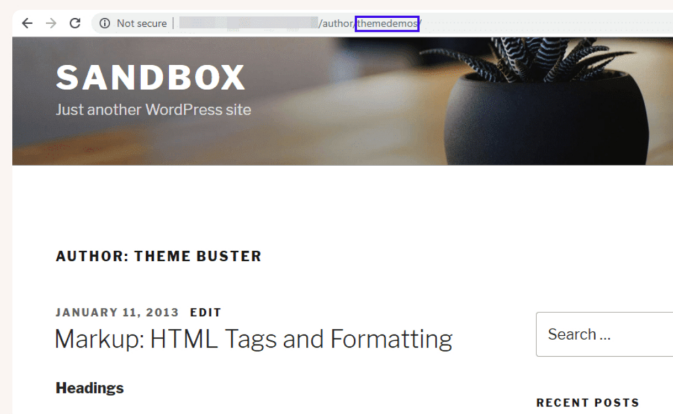 Not secure
/author/themedemos/
SANDBOX
Just another WordPress site
AUTHOR: THEME BUSTER
JANUARY 11, 2013 EDIT
Markup: HTML Tags and Formatting
Headings
Search ...
RECENT POSTS